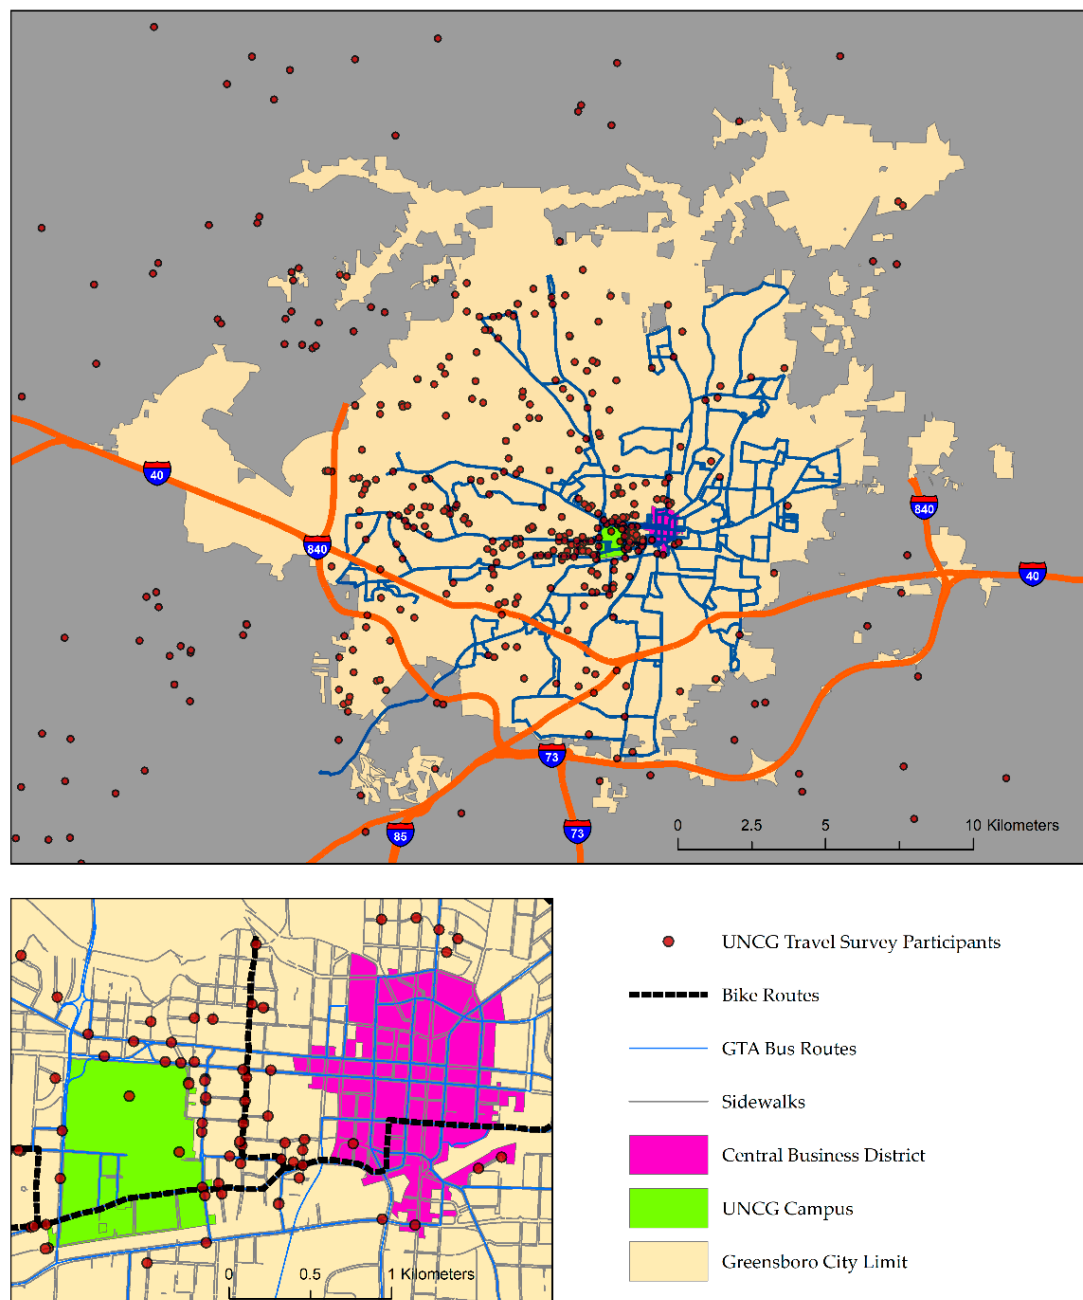 40
840
840
40
73
85
73
0 2.5 5 10 Kilometers
UNCG Travel Survey Participants
Bike Routes
GTA Bus Routes
Sidewalks
Central Business District
UNCG Campus
Greensboro City Limit
0 0.5 1 Kilometers